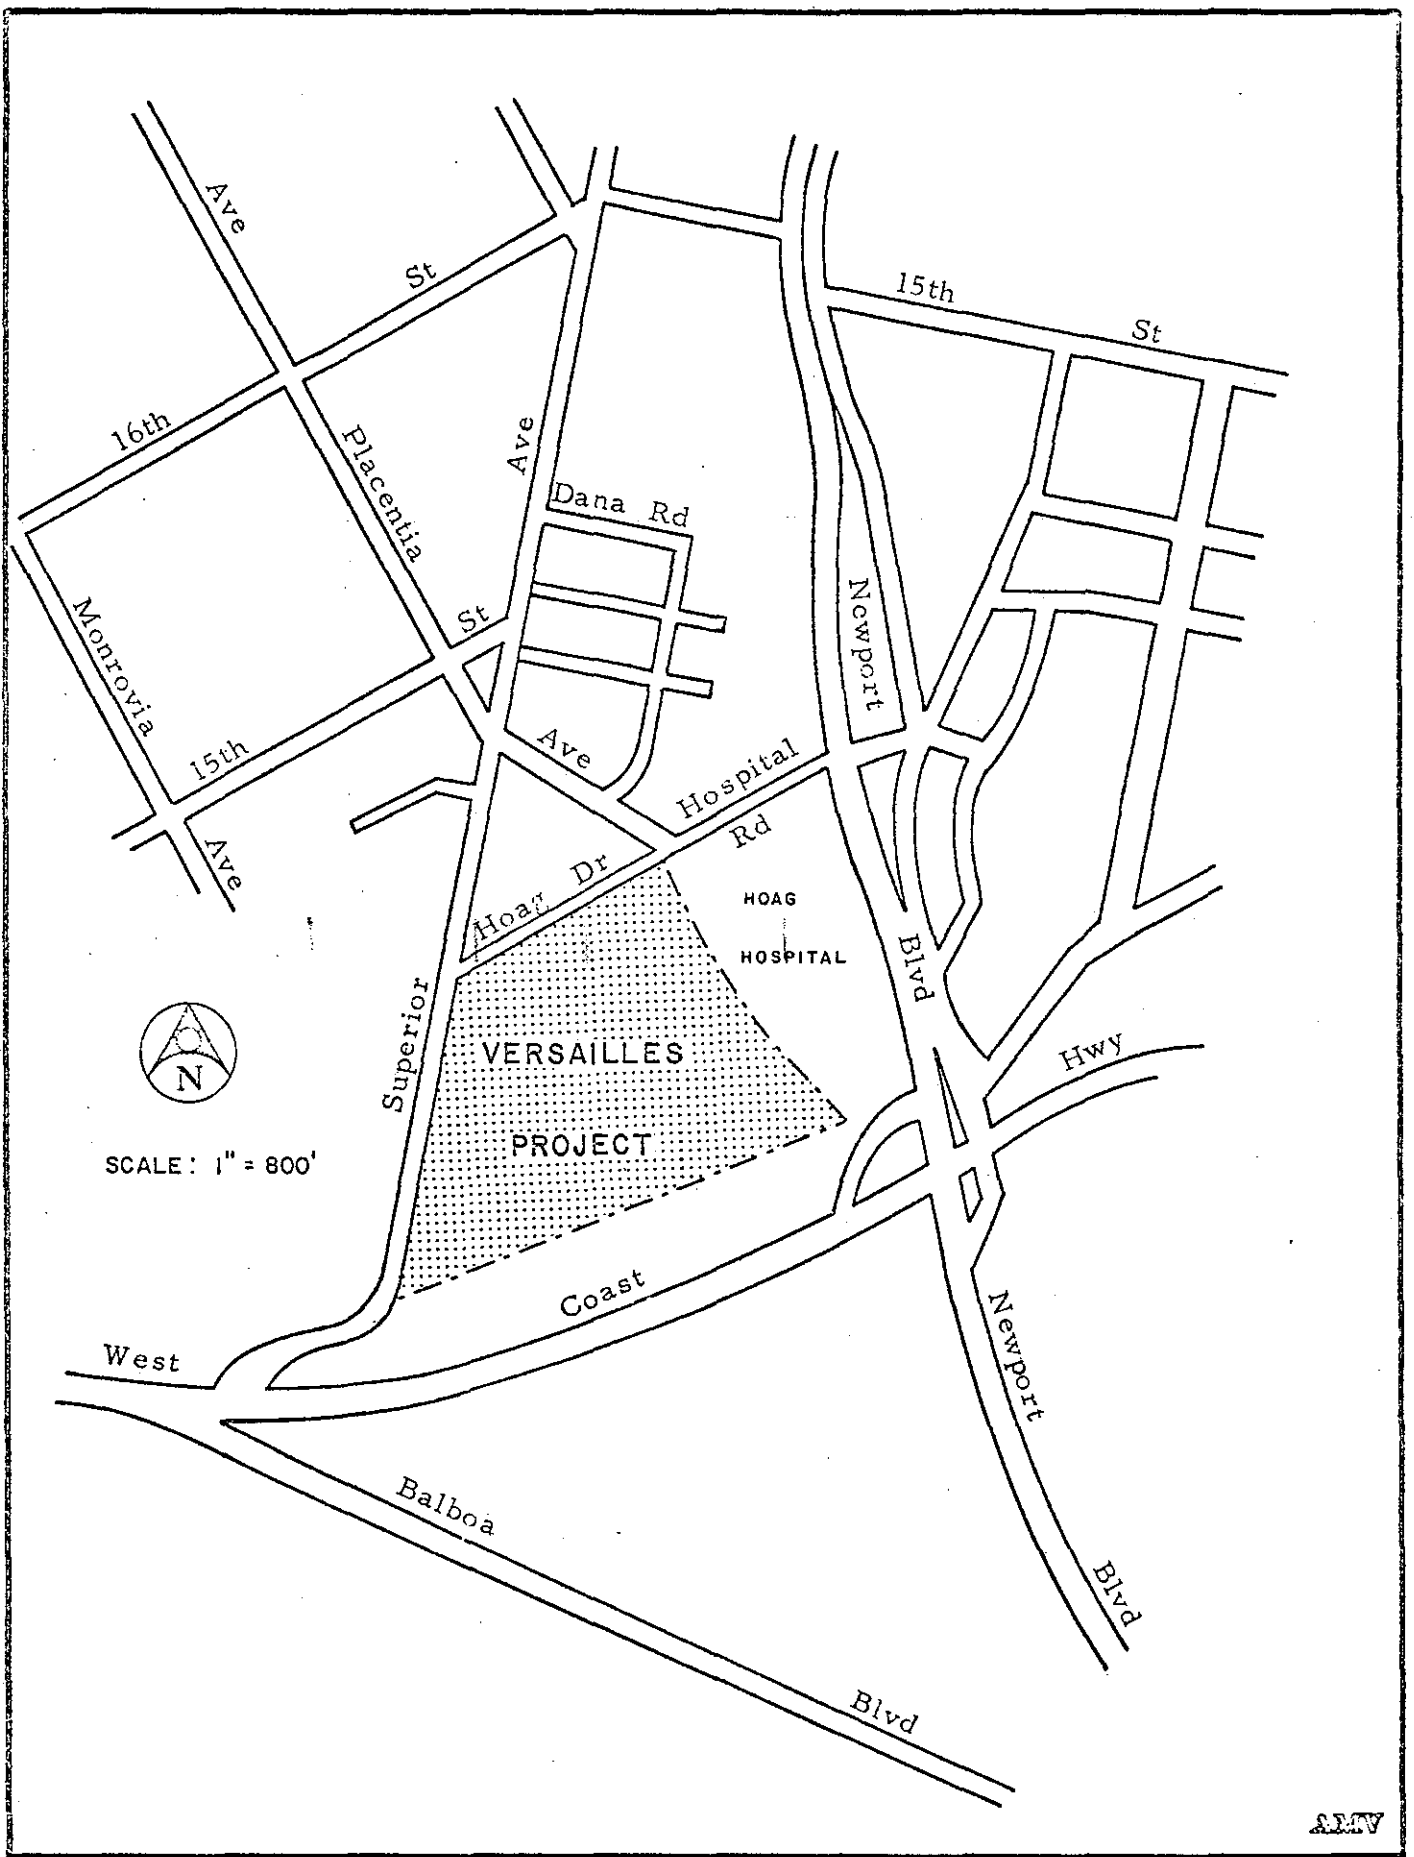 Ave
St
15th
St
16th
Placentia
Ave
Dana Rd
Monrovia
St
Newport
15th
Ave
Hospital
Rd
Ave
Hoag Dr
HOAG
HOSPITAL
Blvd
Superior
N
VERSAILLES
PROJECT
Hwy
SCALE: 1" = 800'
Coast
West
Newport
Balboa
Blvd
Blvd
AMV